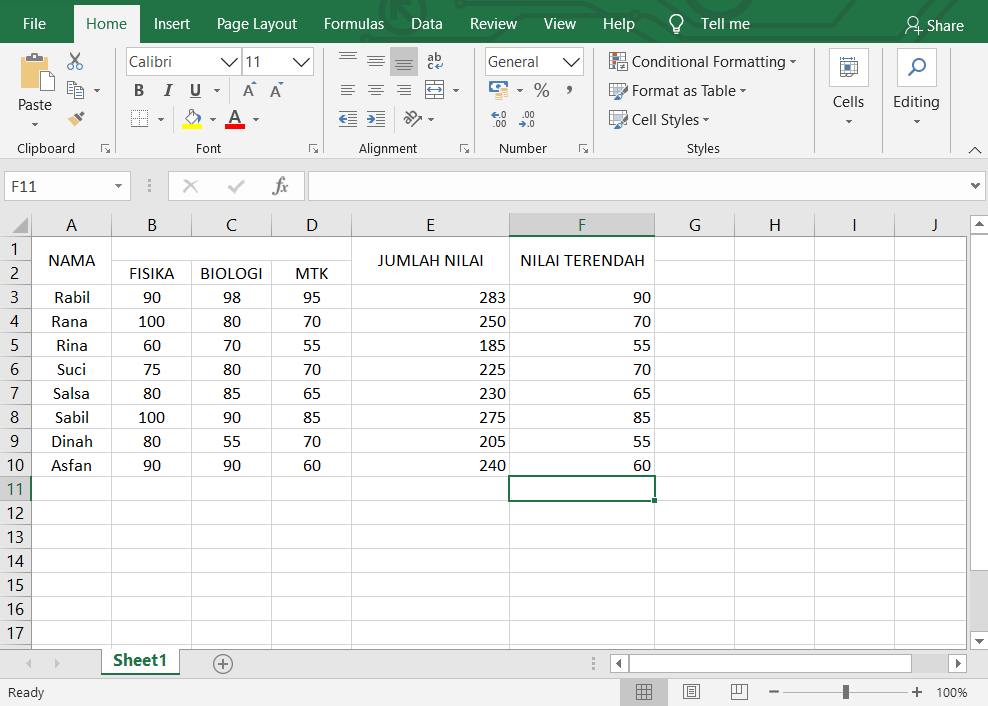 File Home Insert Page Layout Formulas Data Review View Help Tell me Share
Calibri 11 ab General Conditional Formatting
Paste B I U A A % , Format as Table Cells Editing
A .00 .00 Cell Styles
Clipboard Font Alignment Number Styles
F11 fx
A B C D E F G H I J
1 NAMA JUMLAH NILAI NILAI TERENDAH
2 FISIKA BIOLOGI MTK
3 Rabil 90 98 95 283 90
4 Rana 100 80 70 250 70
5 Rina 60 70 55 185 55
6 Suci 75 80 70 225 70
7 Salsa 80 85 65 230 65
8 Sabil 100 90 85 275 85
9 Dinah 80 55 70 205 55
10 Asfan 90 90 60 240 60
11
12
13
14
15
16
17
Sheet1
Ready 100%